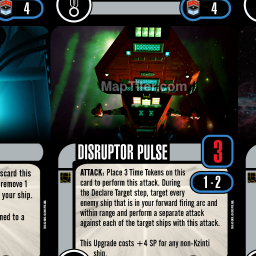 4
4
MapTiler.com
DISRUPTOR PULSE
3
1 - 2
ATTACK: Place 3 Time Tokens on this
card to perform this attack. During
the Declare Target step, target every
enemy ship that is in your forward firing arc and
within range and perform a separate attack
against each of the target ships with this attack.
This Upgrade costs +4 SP for any non-Kzinti
ship.
scard this
remove 1
your ship.
ned to a